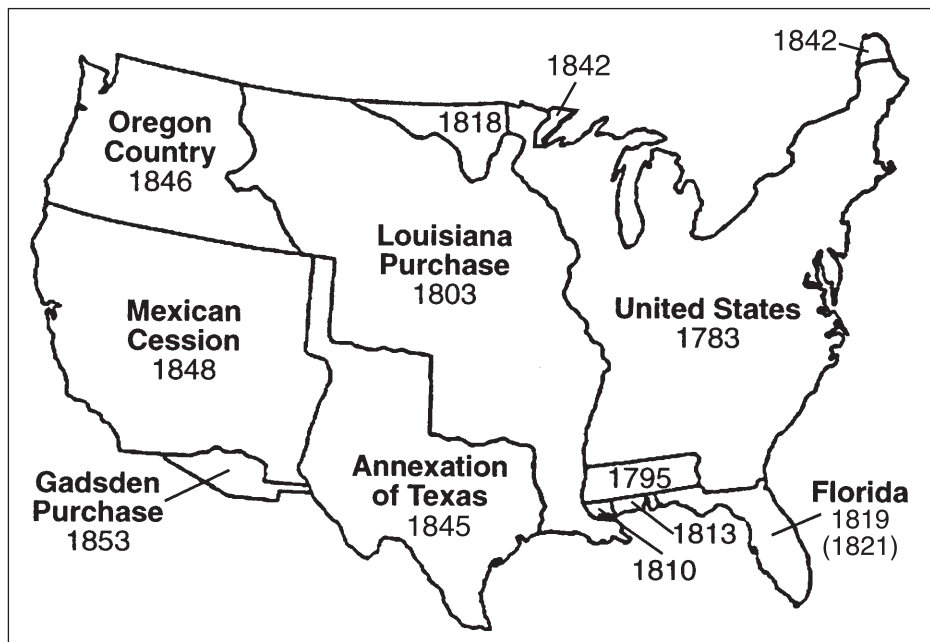 1842
1842
1818
Oregon
Country
1846
Louisiana
Purchase
1803
United States
1783
Mexican
Cession
1848
Annexation
of Texas
1845
1795
Gadsden
Purchase
1853
Florida
1819
(1821)
1813
1810